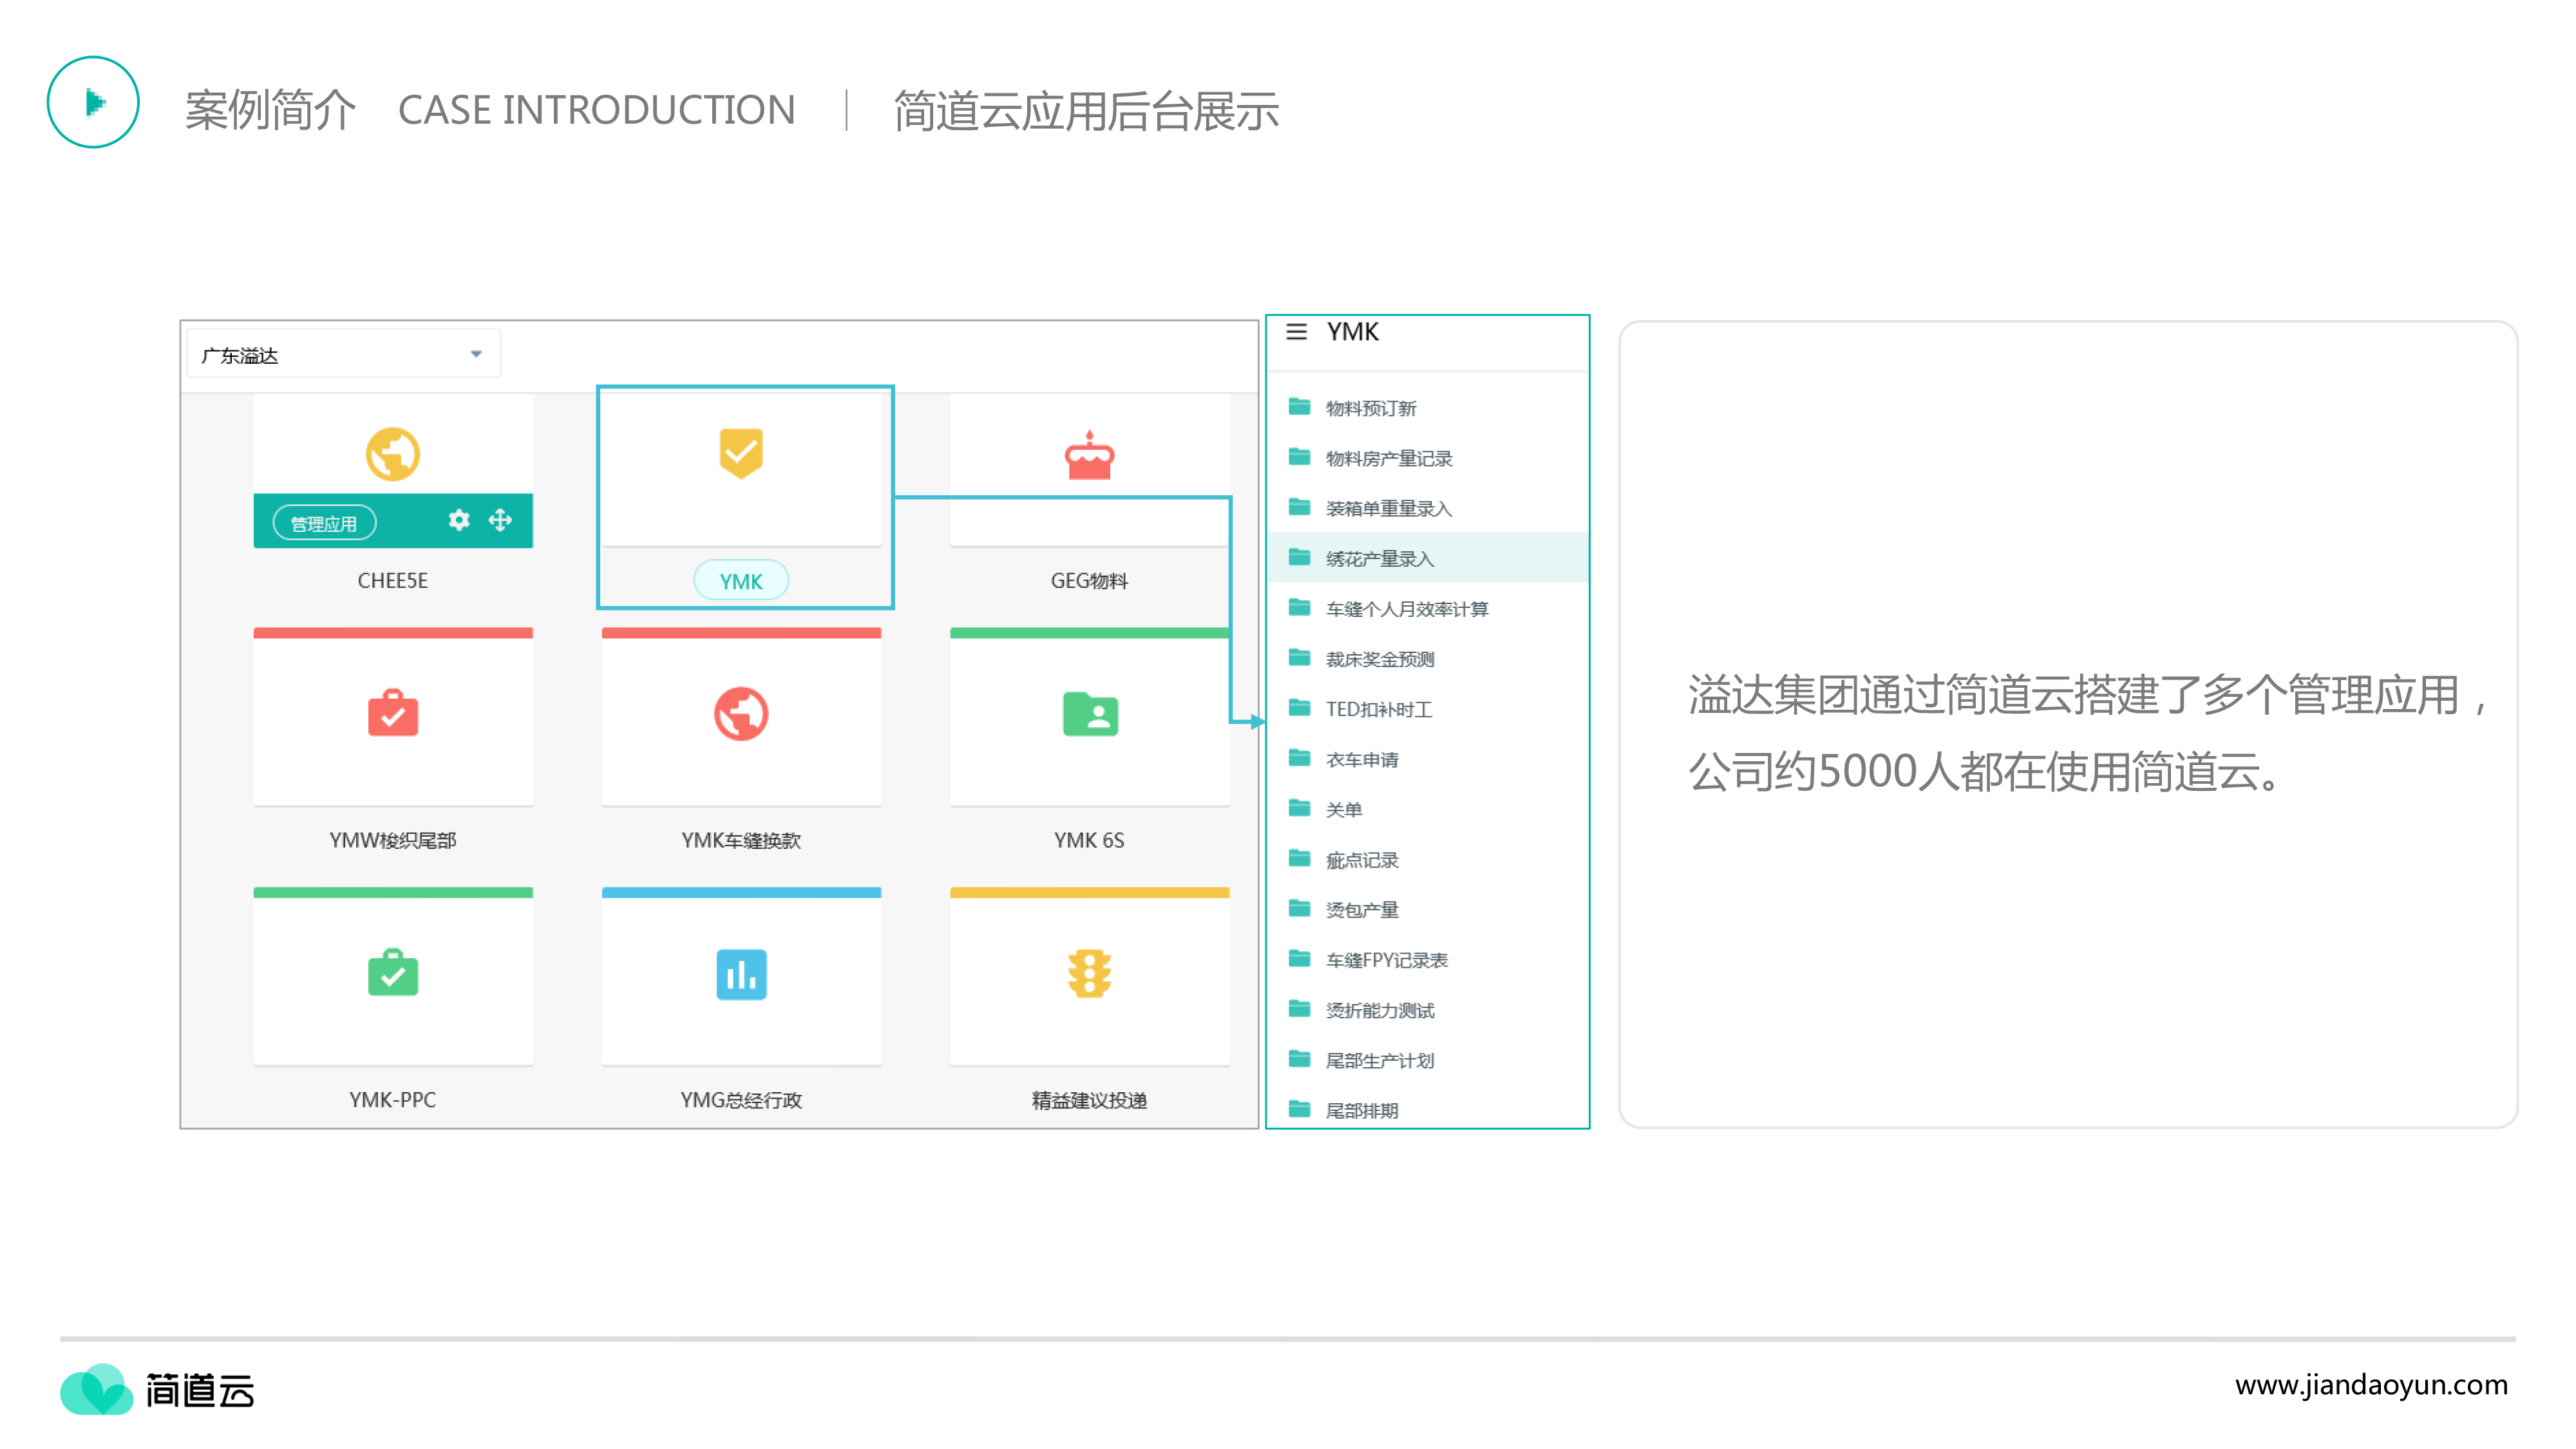 案例简介 CASE INTRODUCTION 简道云应用后台展示
广东溢达
管理应用
CHEE5E
YMK
GEG物料
YMW梭织尾部
YMK车缝换款
YMK 6S
YMK-PPC
YMG总经行政
精益建议投递
YMK
物料预订新
物料房产量记录
装箱单重量录入
绣花产量录入
车缝个人月效率计算
裁床奖金预测
TED扣补时工
衣车申请
关单
疵点记录
烫包产量
车缝FPY记录表
烫折能力测试
尾部生产计划
尾部排期
溢达集团通过简道云搭建了多个管理应用，
公司约5000人都在使用简道云。
简道云
www.jiandaoyun.com